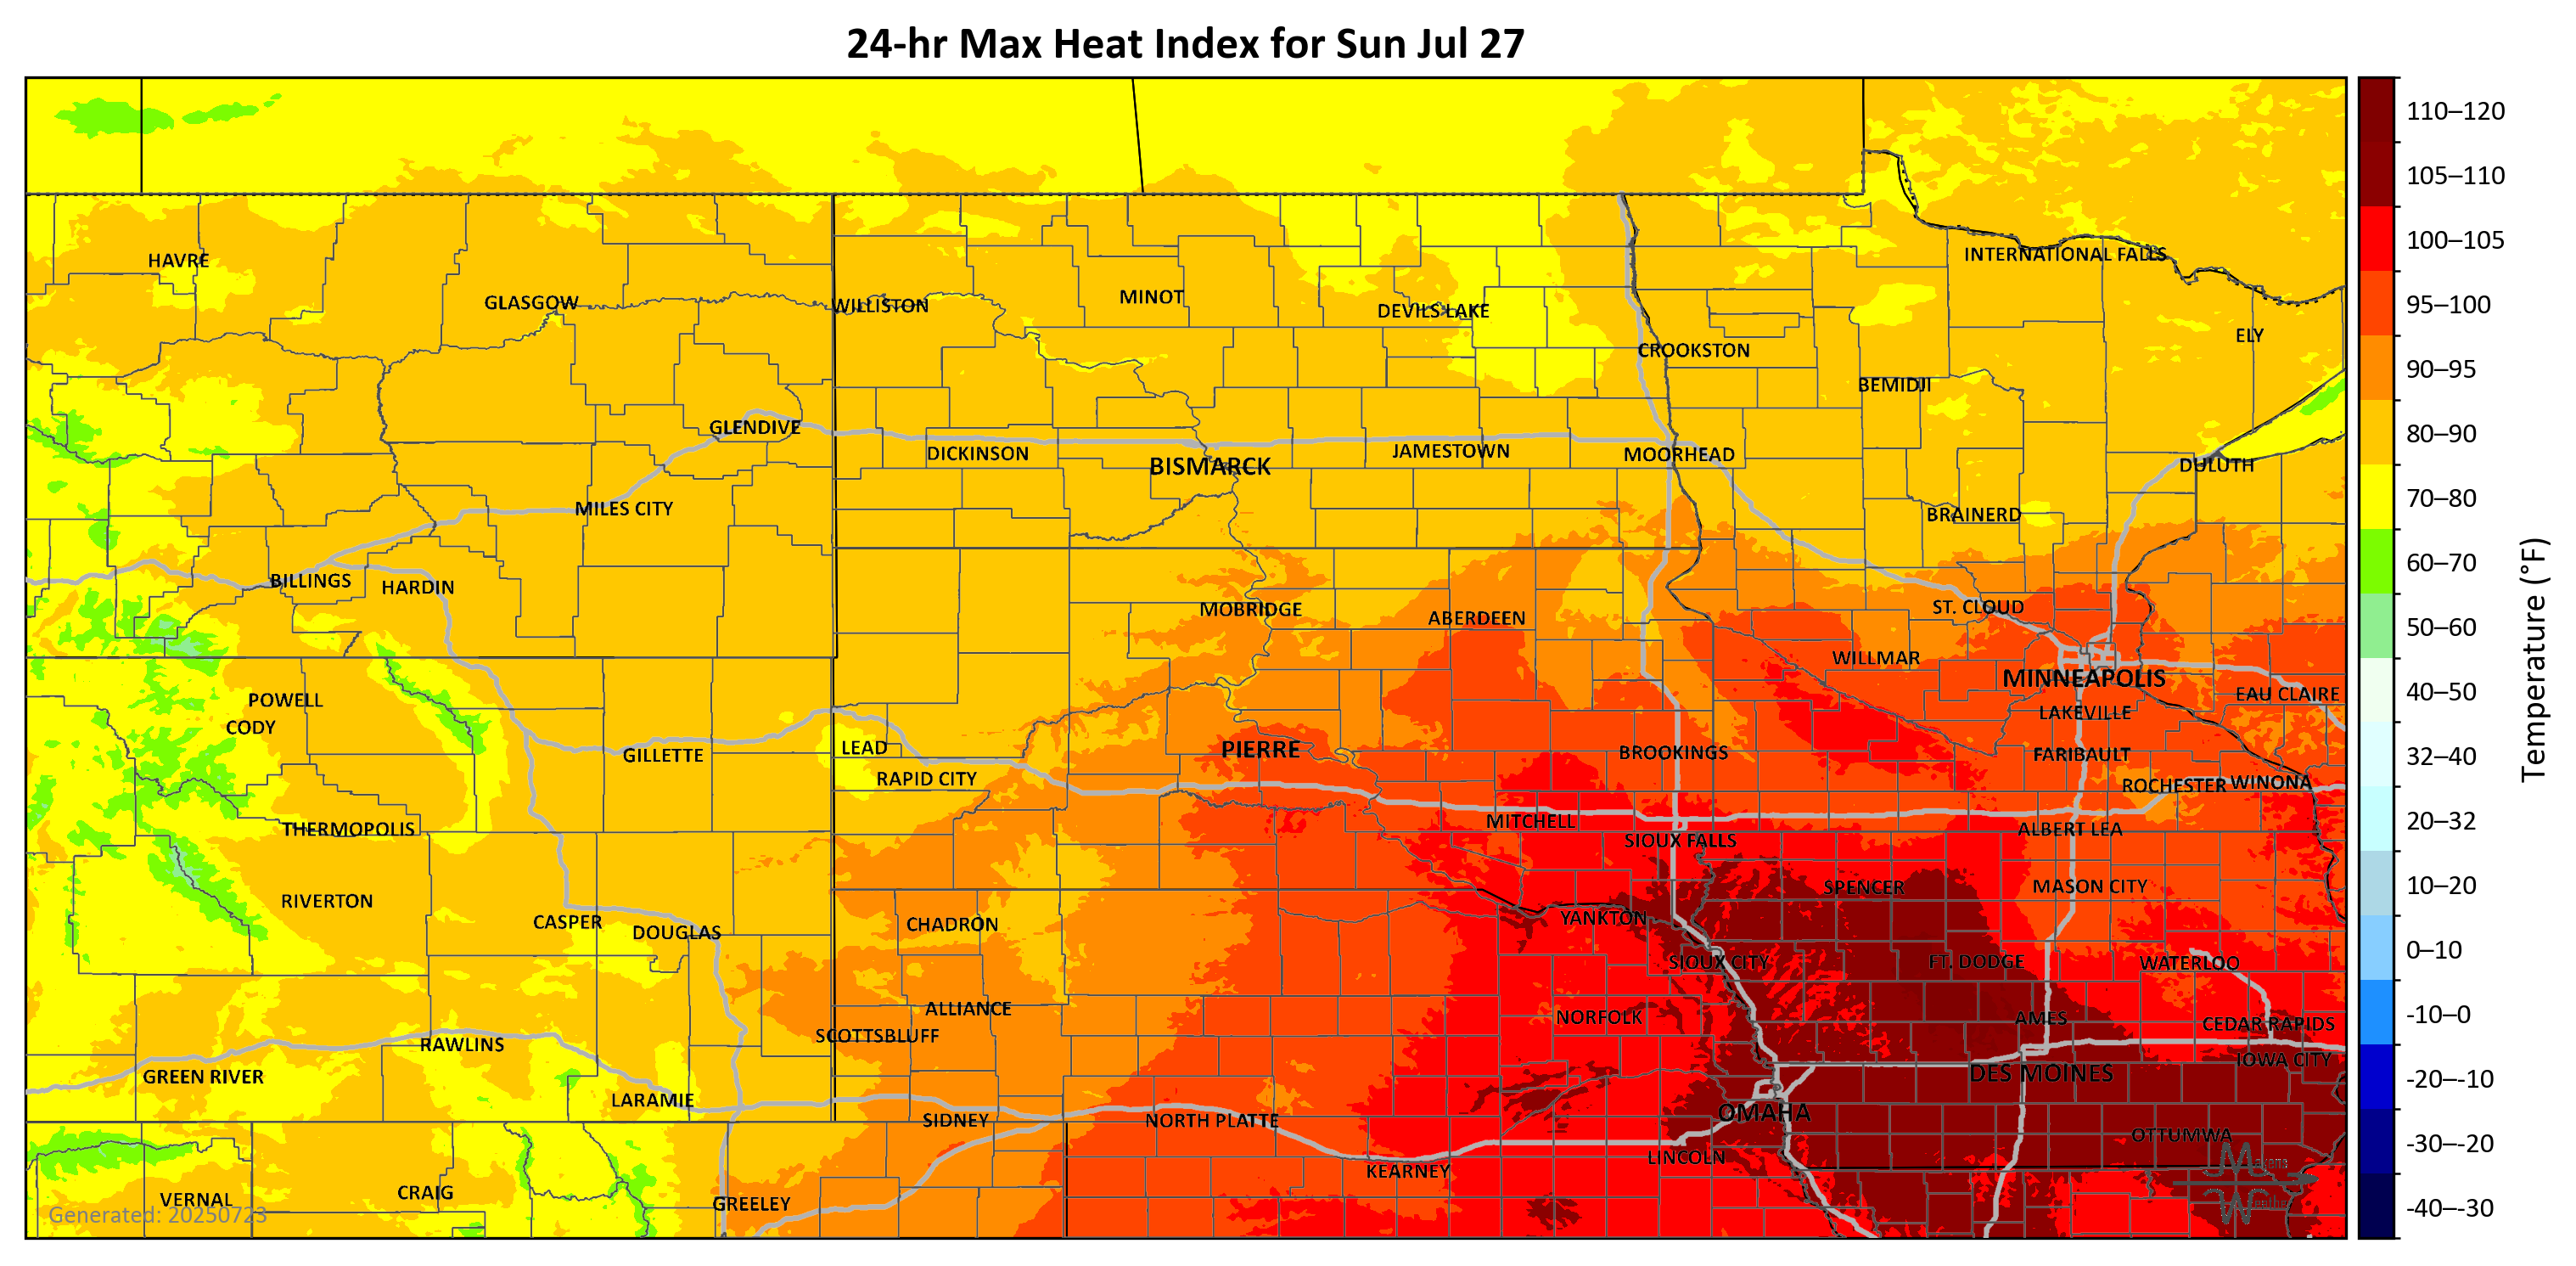 24-hr Max Heat Index for Sun Jul 27
110–120
105–110
INTERNATIONAL FALLS
100–105
HAVRE
MINOT
GLASGOW
WILLISTON
95–100
DEVILS LAKE
ELY
CROOKSTON
90–95
BEMIDJI
GLENDIVE
80–90
DICKINSON
JAMESTOWN
MOORHEAD
BISMARCK
DULUTH
70–80
MILES CITY
BRAINERD
60–70
BILLINGS
HARDIN
MOBRIDGE
ST. CLOUD
ABERDEEN
50–60
WILLMAR
MINNEAPOLIS
Temperature (°F)
40–50
EAU CLAIRE
POWELL
LAKEVILLE
CODY
LEAD
PIERRE
BROOKINGS
GILLETTE
FARIBAULT
32–40
RAPID CITY
ROCHESTER
WINONA
MITCHELL
20–32
THERMOPOLIS
ALBERT LEA
SIOUX FALLS
SPENCER
MASON CITY
10–20
RIVERTON
YANKTON
CASPER
CHADRON
DOUGLAS
0–10
SIOUX CITY
FT. DODGE
WATERLOO
ALLIANCE
NORFOLK
AMES
-10–0
CEDAR RAPIDS
SCOTTSBLUFF
RAWLINS
IOWA CITY
GREEN RIVER
DES MOINES
-20–-10
LARAMIE
OMAHA
SIDNEY
NORTH PLATTE
OTTUMWA
-30–-20
LINCOLN
KEARNEY
CRAIG
VERNAL
GREELEY
-40–-30
Generated: 20250723